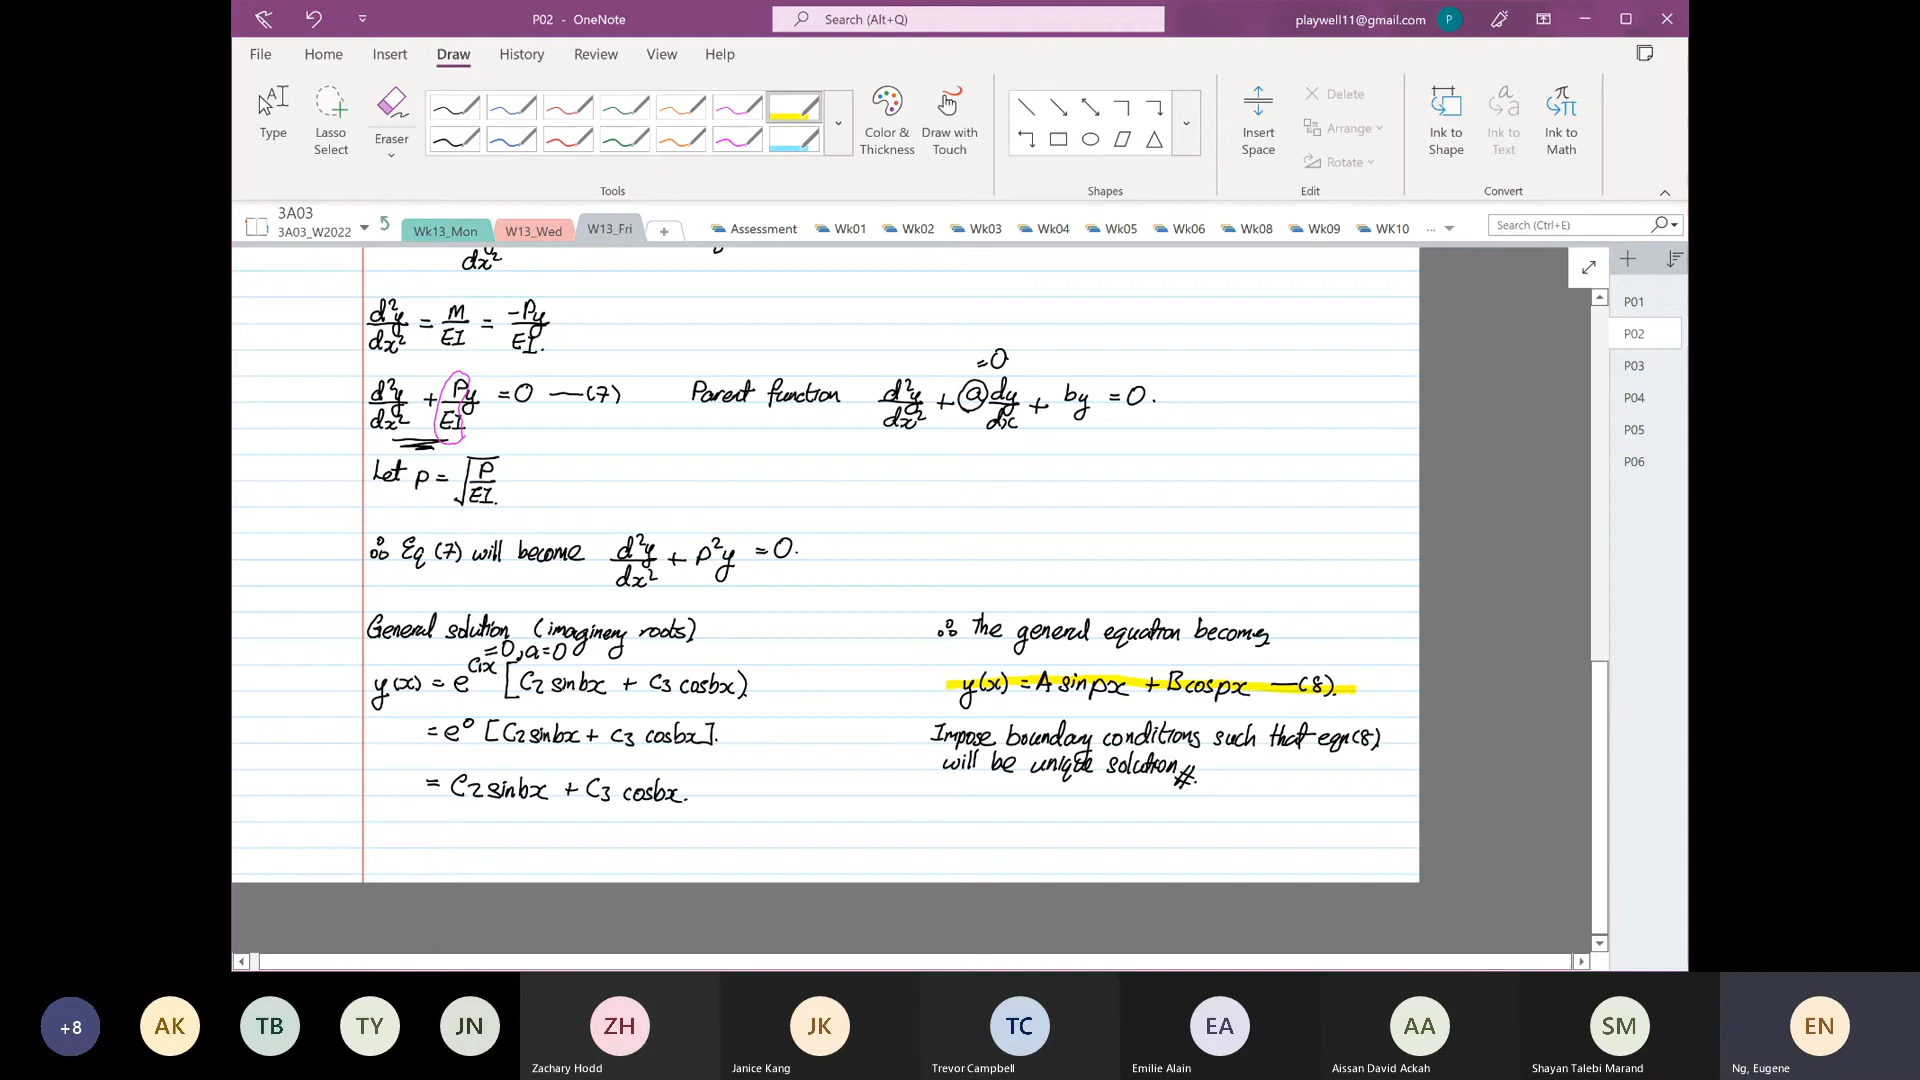 P02 - OneNote
Search (Alt+Q)
playwell11@gmail.com
P
File Home Insert Draw History Review View Help
Type
Lasso Select
Eraser
Color & Thickness
Draw with Touch
Insert Space
Delete
Arrange
Rotate
Ink to Shape
Ink to Text
Ink to Math
Tools Shapes Edit Convert
3A03
3A03_W2022
Wk13_Mon W13_Wed W13_Fri + Assessment Wk01 Wk02 Wk03 Wk04 Wk05 Wk06 Wk08 Wk09 WK10 ...
Search (Ctrl+E)
P01
P02
P03
P04
P05
P06
dx²
d²y/dx² = M/EI = -Py/EI.
=0
d²y/dx² + P/EI y = 0 —(7) Parent function d²y/dx² + a dy/dx + by = 0.
Let p = √(P/EI.)
∴ Eq (7) will become d²y/dx² + p²y = 0.
General solution (imaginery roots)
=0, a=0
y(x) = e^(C₁x) [C₂ sinbx + C₃ cosbx)
= e⁰ [C₂ sinbx + C₃ cosbx].
= C₂ sinbx + C₃ cosbx.
∴ The general equation becomes
y(x) = A sinpx + B cospx —(8).
Impose boundary conditions such that eqn(8)
will be unique solution #.
+8 AK TB TY JN ZH JK TC EA AA SM EN
Zachary Hodd Janice Kang Trevor Campbell Emilie Alain Aissan David Ackah Shayan Talebi Marand Ng, Eugene